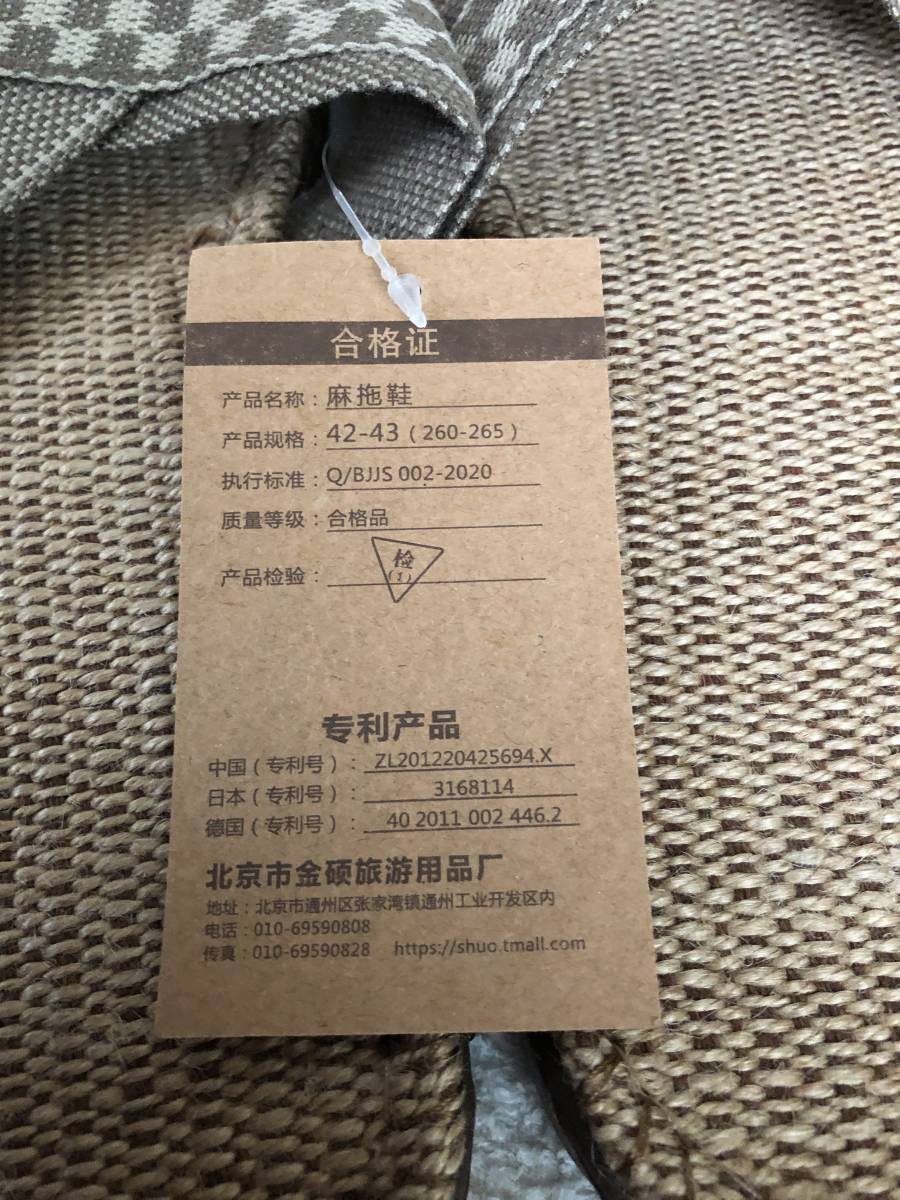 合格证
产品名称：麻拖鞋
产品规格：42-43（260-265）
执行标准：Q/BJJS 002-2020
质量等级：合格品
产品检验：检
(1)
专利产品
中国（专利号）：ZL201220425694.X
日本（专利号）：3168114
德国（专利号）：40 2011 002 446.2
北京市金硕旅游用品厂
地址：北京市通州区张家湾镇通州工业开发区内
电话：010-69590808
传真：010-69590828 https://shuo.tmall.com